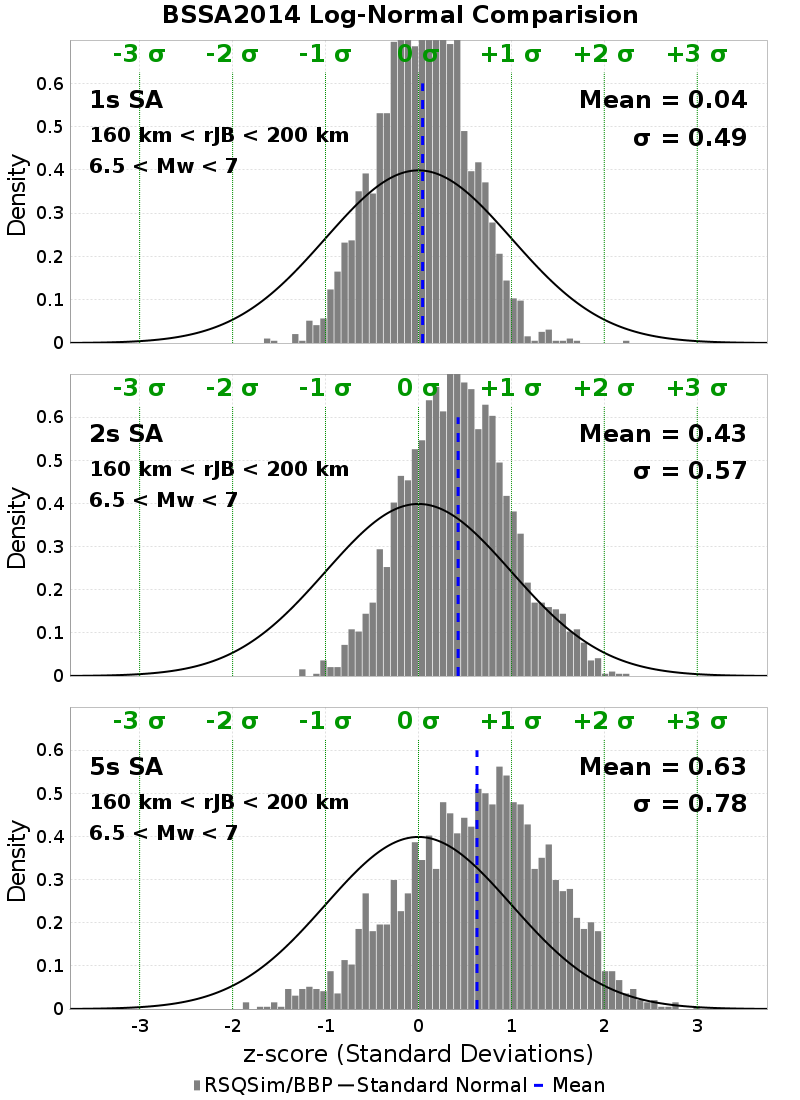 BSSA2014 Log-Normal Comparision
-3 σ -2 σ -1 σ 0 σ +1 σ +2 σ +3 σ
1s SA
160 km < rJB < 200 km
6.5 < Mw < 7
Mean = 0.04
σ = 0.49
Density
0.6
0.5
0.4
0.3
0.2
0.1
0
-3 σ -2 σ -1 σ 0 σ +1 σ +2 σ +3 σ
2s SA
160 km < rJB < 200 km
6.5 < Mw < 7
Mean = 0.43
σ = 0.57
Density
0.6
0.5
0.4
0.3
0.2
0.1
0
-3 σ -2 σ -1 σ 0 σ +1 σ +2 σ +3 σ
5s SA
160 km < rJB < 200 km
6.5 < Mw < 7
Mean = 0.63
σ = 0.78
Density
0.6
0.5
0.4
0.3
0.2
0.1
0
-3 -2 -1 0 1 2 3
z-score (Standard Deviations)
RSQSim/BBP Standard Normal Mean